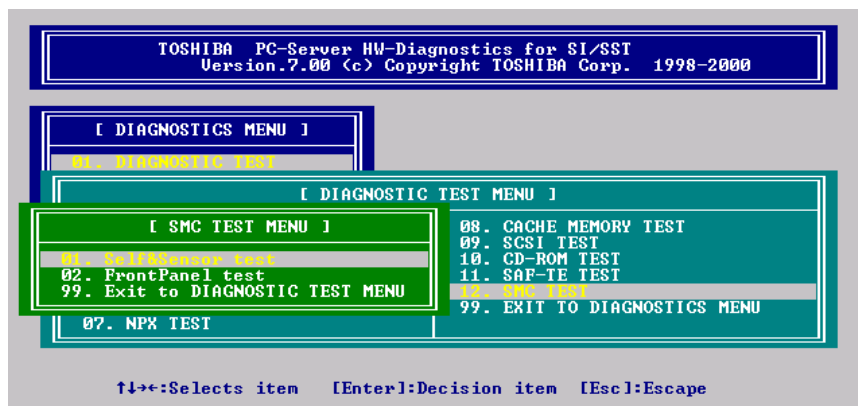 TOSHIBA PC-Server HW-Diagnostics for SI/SST
Version.7.00 (c) Copyright TOSHIBA Corp. 1998-2000
[ DIAGNOSTICS MENU ]
01. DIAGNOSTIC TEST
[ DIAGNOSTIC TEST MENU ]
[ SMC TEST MENU ]
01. Self&Sensor test
02. FrontPanel test
99. Exit to DIAGNOSTIC TEST MENU
07. NPX TEST
08. CACHE MEMORY TEST
09. SCSI TEST
10. CD-ROM TEST
11. SAF-TE TEST
12. SMC TEST
99. EXIT TO DIAGNOSTICS MENU
↑↓→←:Selects item [Enter]:Decision item [Esc]:Escape